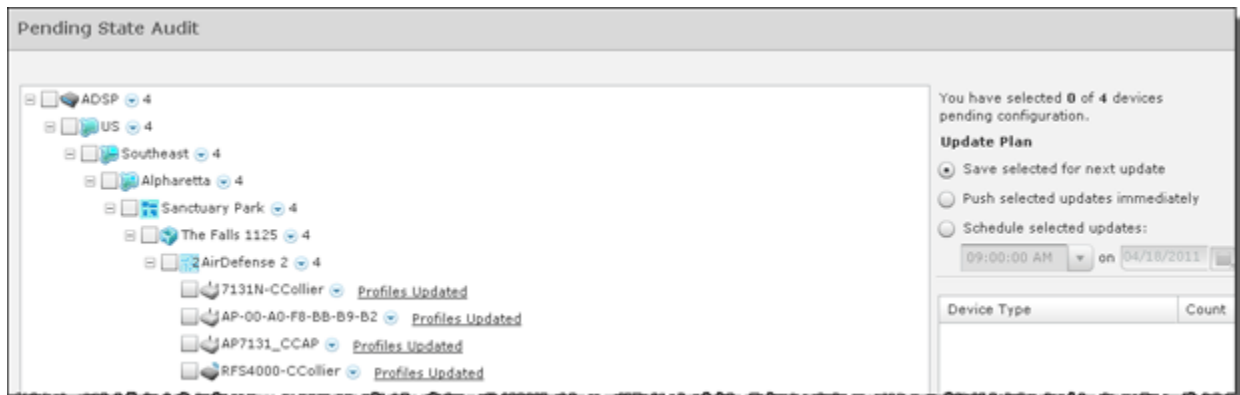 Pending State Audit
ADSP 4
US 4
Southeast 4
Alpharetta 4
Sanctuary Park 4
The Falls 1125 4
2 AirDefense 2 4
7131N-CCollier Profiles Updated
AP-00-A0-F8-BB-B9-B2 Profiles Updated
AP7131_CCAP Profiles Updated
RFS4000-CCollier Profiles Updated
You have selected 0 of 4 devices
pending configuration.
Update Plan
Save selected for next update
Push selected updates immediately
Schedule selected updates:
09:00:00 AM on 04/18/2011
Device Type Count